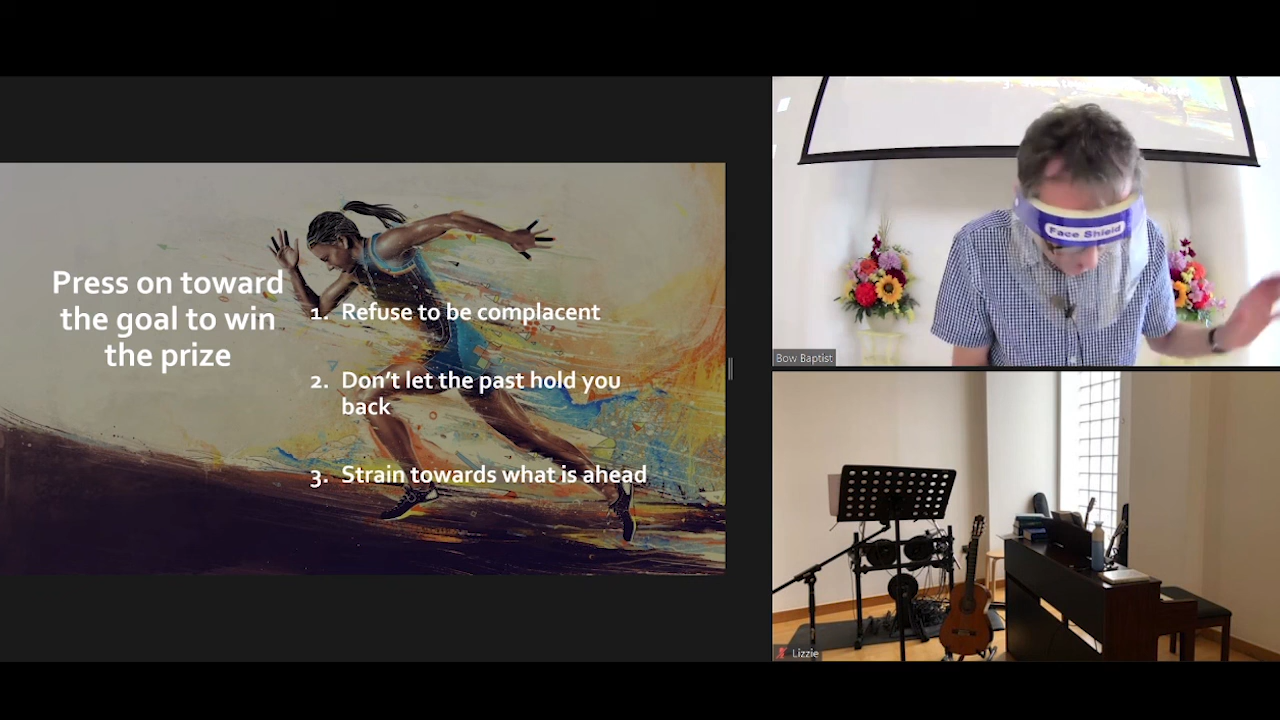 Press on toward
the goal to win
the prize
1. Refuse to be complacent
2. Don't let the past hold you
back
3. Strain towards what is ahead
Face Shield
Bow Baptist
Lizzie